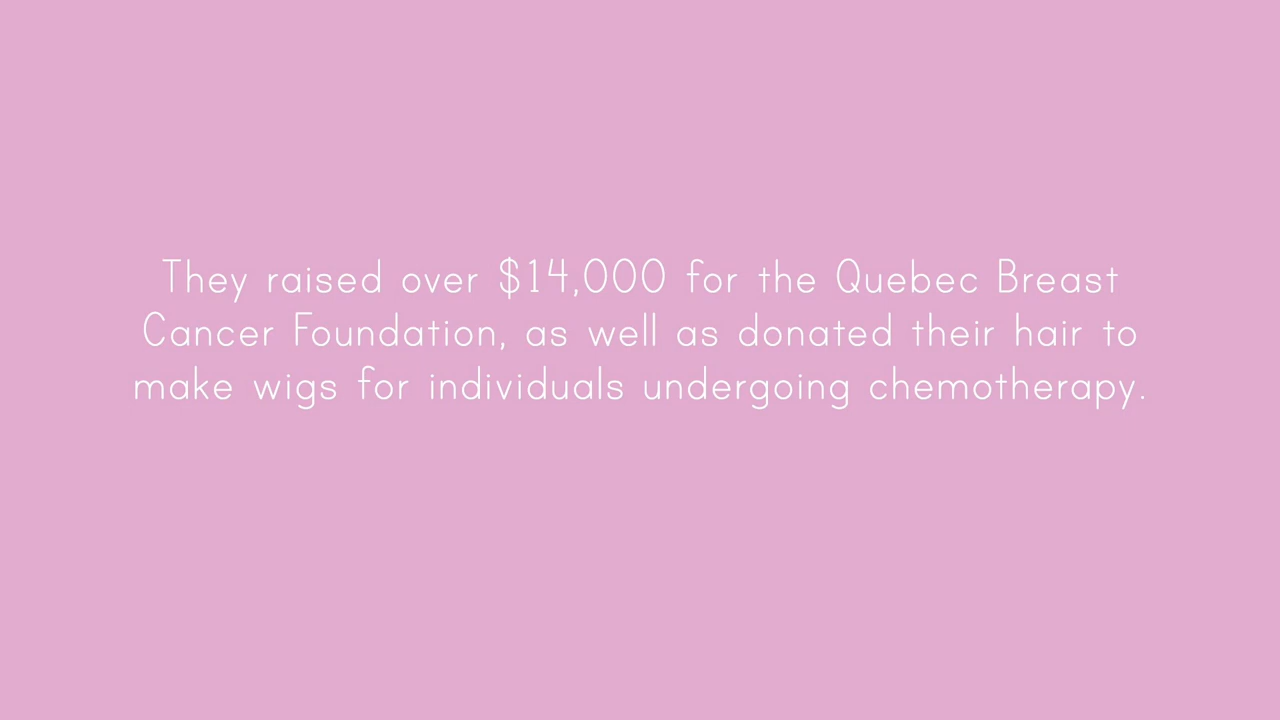 They raised over $14,000 for the Quebec Breast
Cancer Foundation, as well as donated their hair to
make wigs for individuals undergoing chemotherapy.